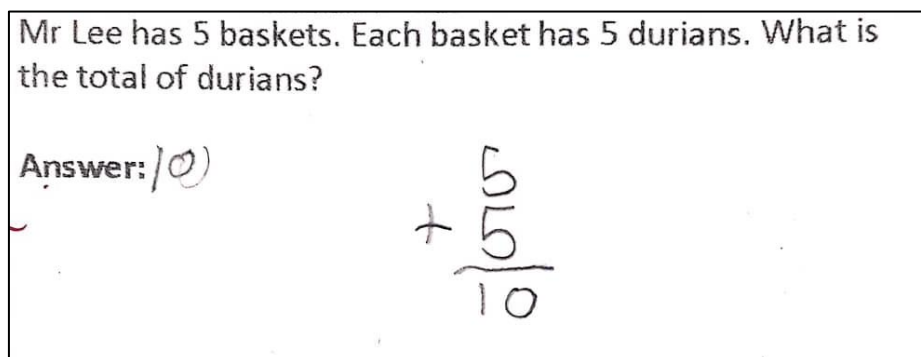 Mr Lee has 5 baskets. Each basket has 5 durians. What is
the total of durians?
Answer: 10
5
+ 5
10